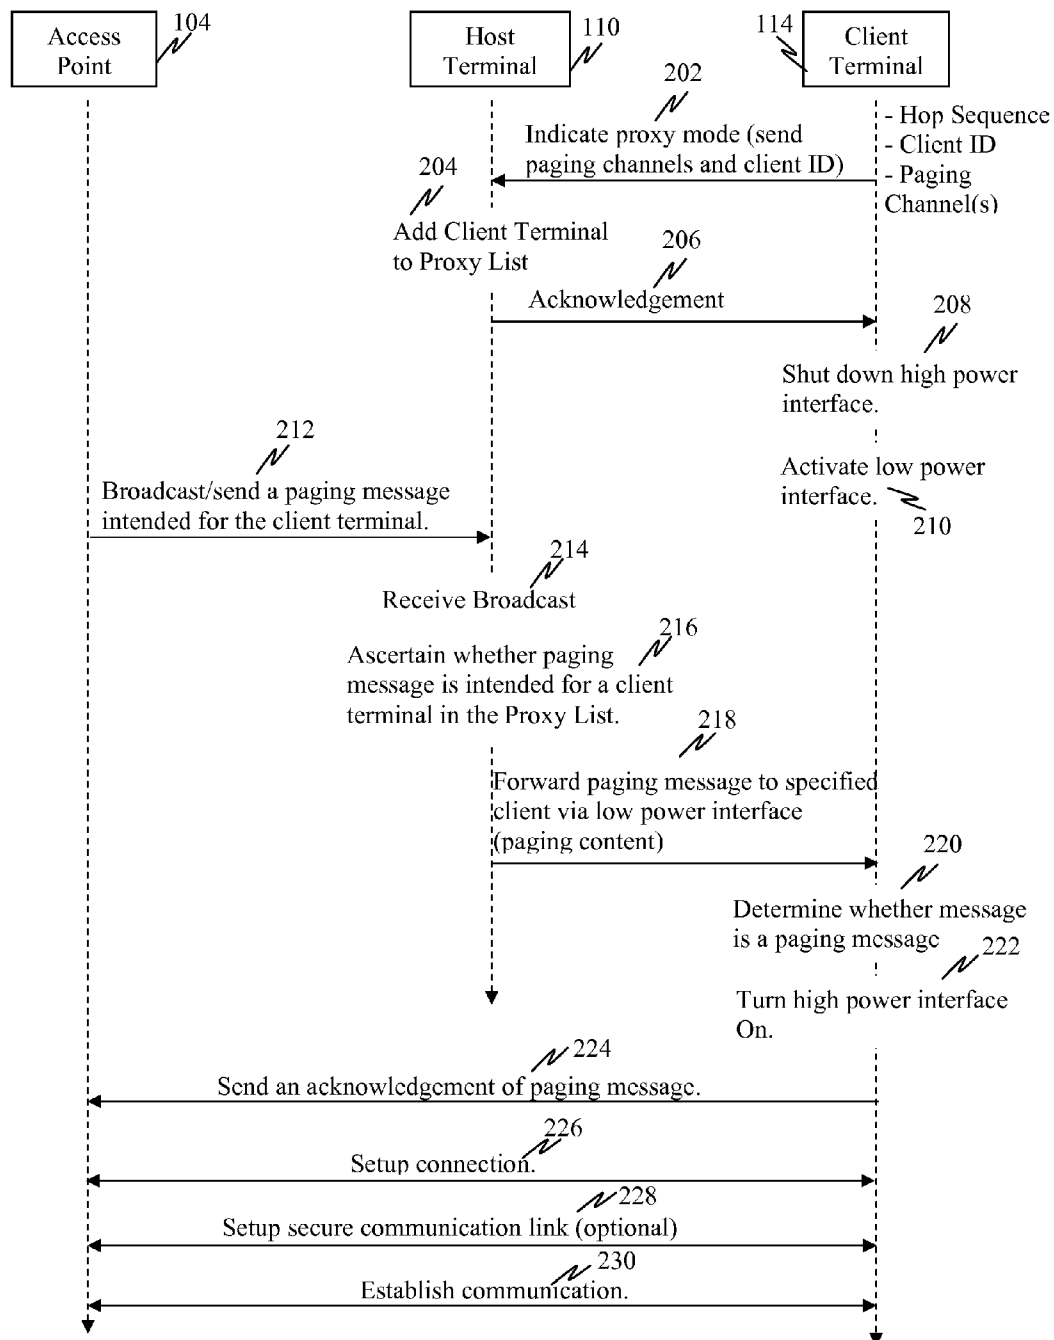 Access
Point
104
Host
Terminal
110
114
Client
Terminal
202
- Hop Sequence
- Client ID
- Paging
Channel(s)
Indicate proxy mode (send
paging channels and client ID)
204
Add Client Terminal
to Proxy List
206
Acknowledgement
208
Shut down high power
interface.
212
Broadcast/send a paging message
intended for the client terminal.
Activate low power
interface.
210
214
Receive Broadcast
216
Ascertain whether paging
message is intended for a client
terminal in the Proxy List.
218
Forward paging message to specified
client via low power interface
(paging content)
220
Determine whether message
is a paging message
222
Turn high power interface
On.
224
Send an acknowledgement of paging message.
226
Setup connection.
228
Setup secure communication link (optional)
230
Establish communication.